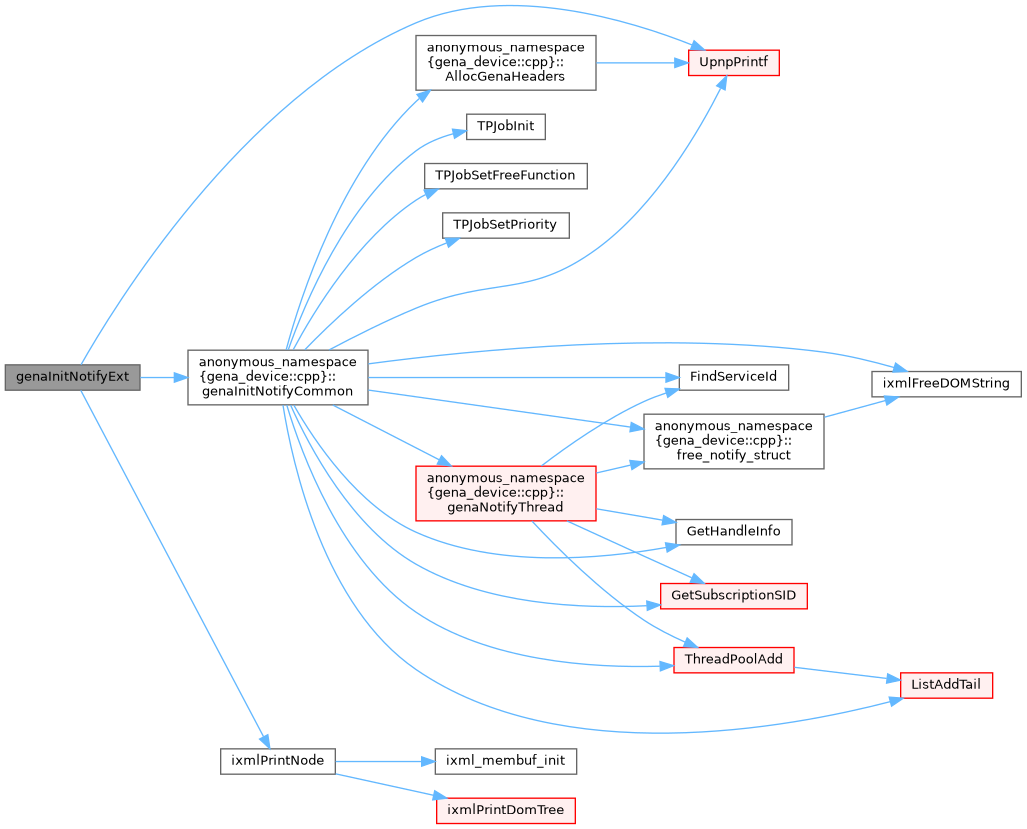 anonymous_namespace
{gena_device::cpp}::
AllocGenaHeaders
UpnpPrintf
TPJobInit
TPJobSetFreeFunction
TPJobSetPriority
genaInitNotifyExt
anonymous_namespace
{gena_device::cpp}::
genaInitNotifyCommon
FindServiceId
ixmlFreeDOMString
anonymous_namespace
{gena_device::cpp}::
free_notify_struct
anonymous_namespace
{gena_device::cpp}::
genaNotifyThread
GetHandleInfo
GetSubscriptionSID
ThreadPoolAdd
ListAddTail
ixmlPrintNode
ixml_membuf_init
ixmlPrintDomTree